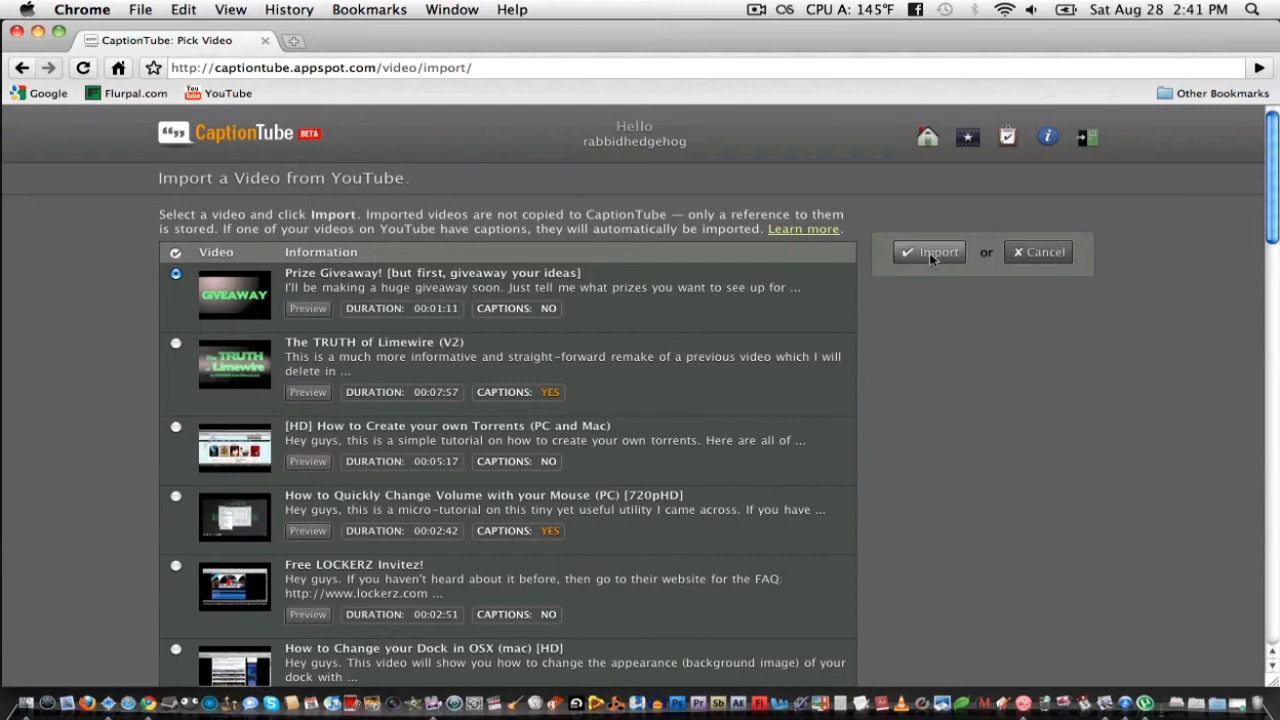 Chrome File Edit View History Bookmarks Window Help CPU A: 145°F Sat Aug 28 2:41 PM
CaptionTube: Pick Video
http://captiontube.appspot.com/video/import/
Google Flurpal.com YouTube Other Bookmarks
CaptionTube BETA
Hello
rabbidhedgehog
Import a Video from YouTube.
Select a video and click Import. Imported videos are not copied to CaptionTube — only a reference to them
is stored. If one of your videos on YouTube have captions, they will automatically be imported. Learn more.
Import or Cancel
Video Information
Prize Giveaway! [but first, giveaway your ideas]
I'll be making a huge giveaway soon. Just tell me what prizes you want to see up for ...
GIVEAWAY
Preview DURATION: 00:01:11 CAPTIONS: NO
The TRUTH of Limewire (V2)
This is a much more informative and straight-forward remake of a previous video which I will
delete in ...
The TRUTH
of Limewire
Preview DURATION: 00:07:57 CAPTIONS: YES
[HD] How to Create your own Torrents (PC and Mac)
Hey guys, this is a simple tutorial on how to create your own torrents. Here are all of ...
Preview DURATION: 00:05:17 CAPTIONS: NO
How to Quickly Change Volume with your Mouse (PC) [720pHD]
Hey guys, this is a micro-tutorial on this tiny yet useful utility I came across. If you have ...
Preview DURATION: 00:02:42 CAPTIONS: YES
Free LOCKERZ Invitez!
Hey guys. If you haven't heard about it before, then go to their website for the FAQ:
http://www.lockerz.com ...
Preview DURATION: 00:02:51 CAPTIONS: NO
How to Change your Dock in OSX (mac) [HD]
Hey guys. This video will show you how to change the appearance (background image) of your
dock with ...